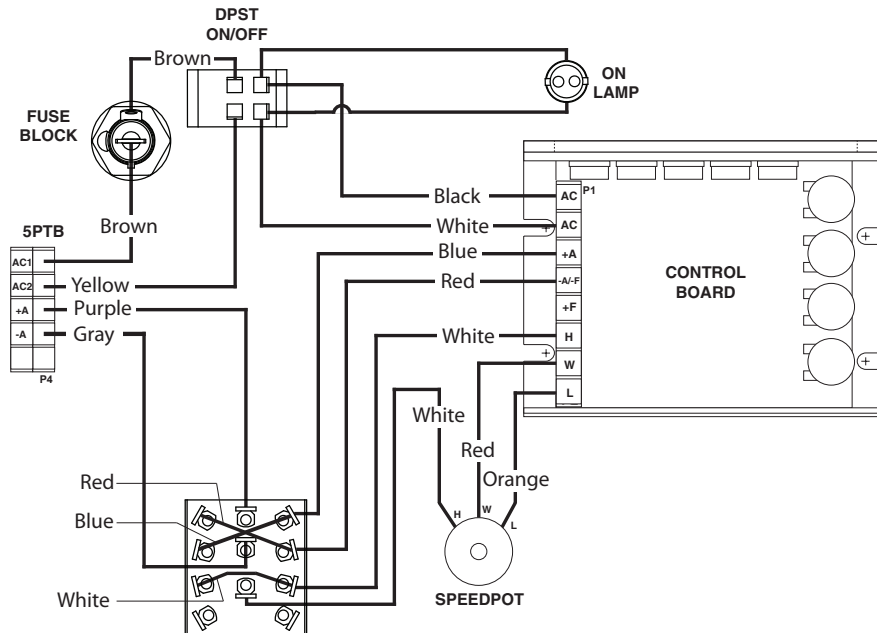 DPST
ON/OFF
Brown
ON
LAMP
FUSE
BLOCK
Black
AC
P1
Brown
White
AC
5PTB
Blue
+A
CONTROL
BOARD
AC1
Red
-A/-F
AC2
Yellow
+A
Purple
+F
-A
Gray
White
H
W
P4
L
White
Red
Orange
Red
H
W
L
Blue
White
SPEEDPOT